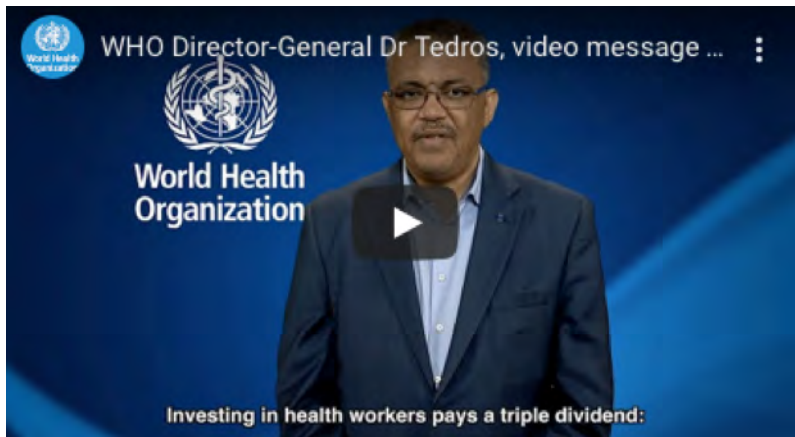 World Health
Organization
WHO Director-General Dr Tedros, video message ...
World Health
Organization
Investing in health workers pays a triple dividend: